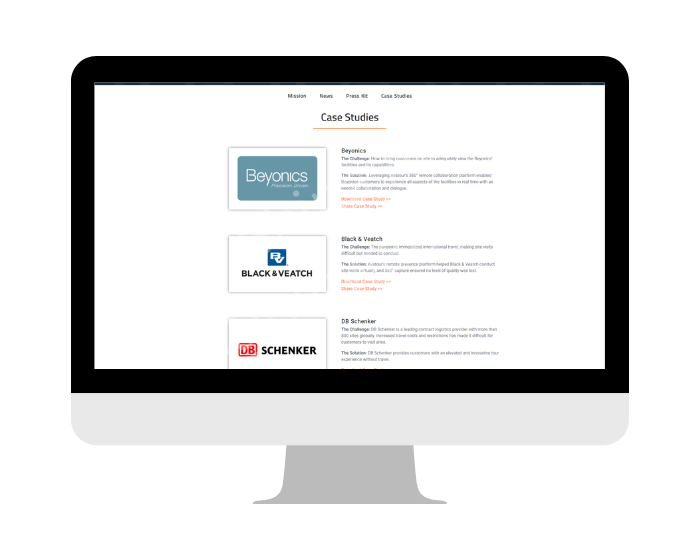 Mission News Press Kit Case Studies
Case Studies
Beyonics
Precision, proven.
Beyonics
The Challenge: How to bring customers on site to adequately view the Beyonics'
facilities and its capabilities.
The Solution: Leveraging Avatour's 360° remote collaboration platform enabled
Beyonics customers to experience all aspects of the facilities in real time with as
needed collaboration and dialogue.
Download Case Study >>
Share Case Study >>
BV
BLACK & VEATCH
Black & Veatch
The Challenge: The pandemic immobilized international travel, making site visits
difficult but needed to conduct.
The Solution: Avatour's remote presence platform helped Black & Veatch conduct
site visits virtually, and 360° capture ensured no loss of quality was lost.
Download Case Study >>
Share Case Study >>
DB SCHENKER
DB Schenker
The Challenge: DB Schenker is a leading contract logistics provider with more than
800 sites globally. Increased travel costs and restrictions has made it difficult for
customers to visit sites.
The Solution: DB Schenker provides customers with an elevated and innovative tour
experience without travel.